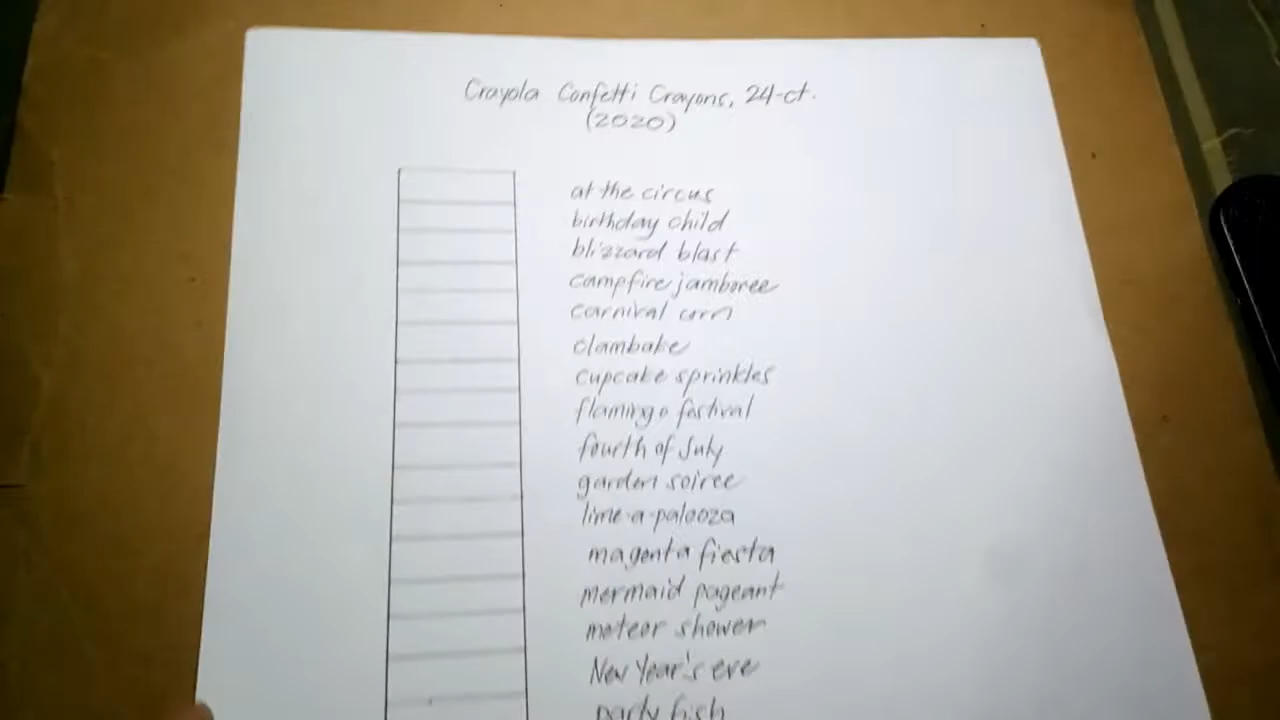 Crayola Confetti Crayons, 24-ct.
(2020)
at the circus
birthday child
blizzard blast
campfire jamboree
carnival corn
clambake
cupcake sprinkles
flamingo festival
fourth of July
garden soiree
lime-a-palooza
magenta fiesta
mermaid pageant
meteor shower
New Year's eve
party fish